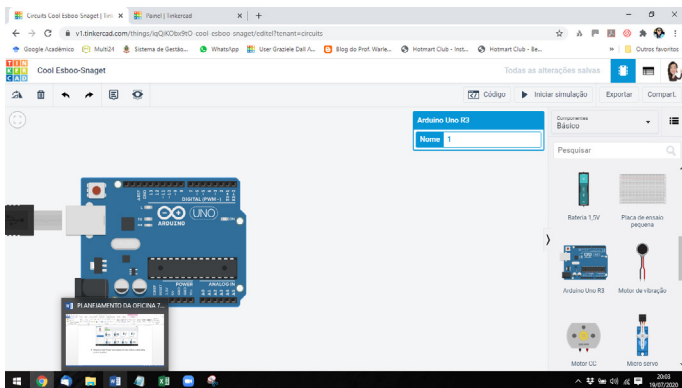 Circuits Cool Esboo-Snaget | Tink
Painel | Tinkercad
v1.tinkercad.com/things/iqQjKObx9tO-cool-esboo-snaget/editel?tenant=circuits
Google Acadêmico
Multi24
Sistema de Gestão...
WhatsApp
User Graziele Dall A...
Blog do Prof. Warle...
Hotmart Club - Inst...
Hotmart Club - Be...
Outros favoritos
TIN
KER
CAD
Cool Esboo-Snaget
Todas as alterações salvas
Código
Iniciar simulação
Exportar
Compart.
Arduino Uno R3
Nome 1
Componentes
Básico
Pesquisar
DIGITAL (PWM~)
UNO
ARDUINO
POWER
ANALOG IN
Bateria 1,5V
Placa de ensaio
pequena
Arduino Uno R3
Motor de vibração
Motor CC
Micro servo
PLANEJAMENTO DA OFICINA 7...
20:03
19/07/2020